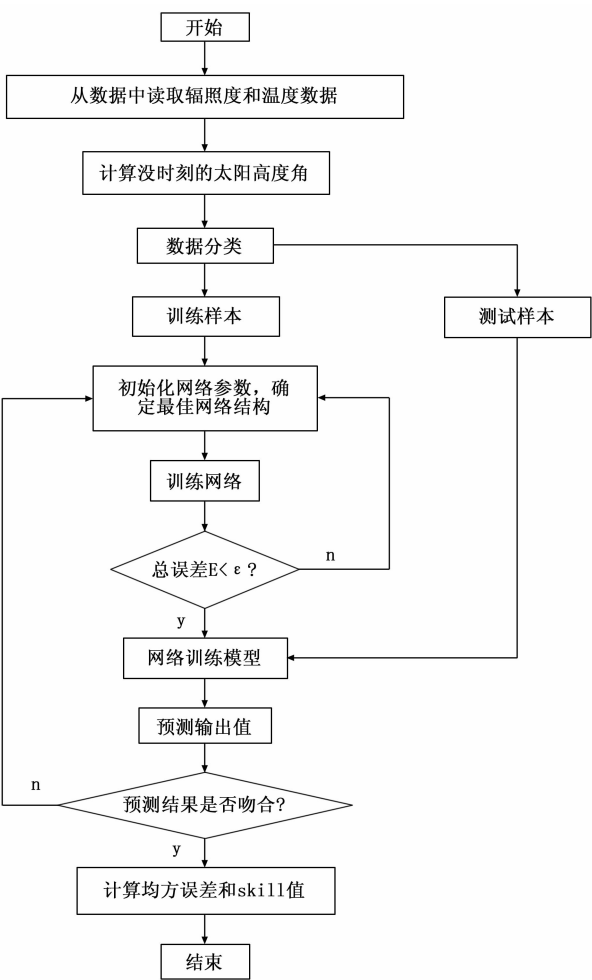 开始
从数据中读取辐照度和温度数据
计算没时刻的太阳高度角
数据分类
训练样本
测试样本
初始化网络参数，确
定最佳网络结构
训练网络
总误差E<ε?
n
y
网络训练模型
预测输出值
n
预测结果是否吻合?
y
计算均方误差和skill值
结束